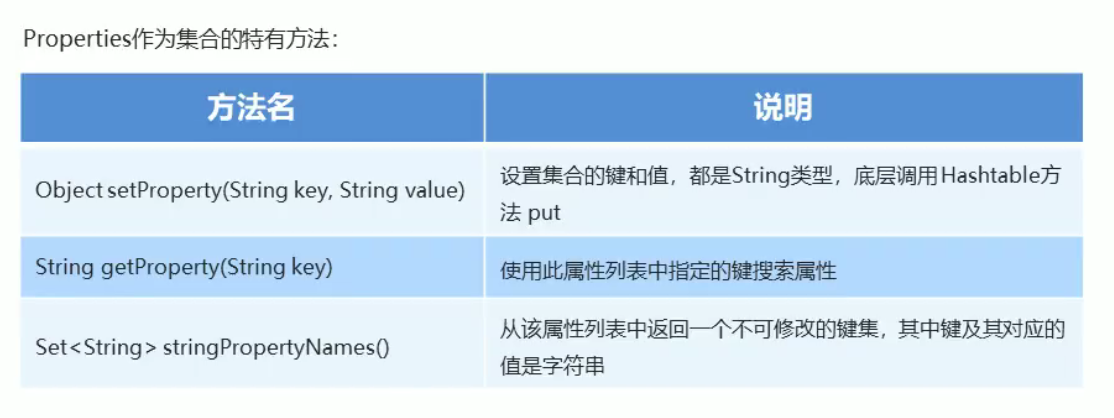 Properties作为集合的特有方法：
方法名
说明
Object setProperty(String key, String value)
设置集合的键和值，都是String类型，底层调用Hashtable方
法 put
String getProperty(String key)
使用此属性列表中指定的键搜索属性
Set<String> stringPropertyNames()
从该属性列表中返回一个不可修改的键集，其中键及其对应的
值是字符串